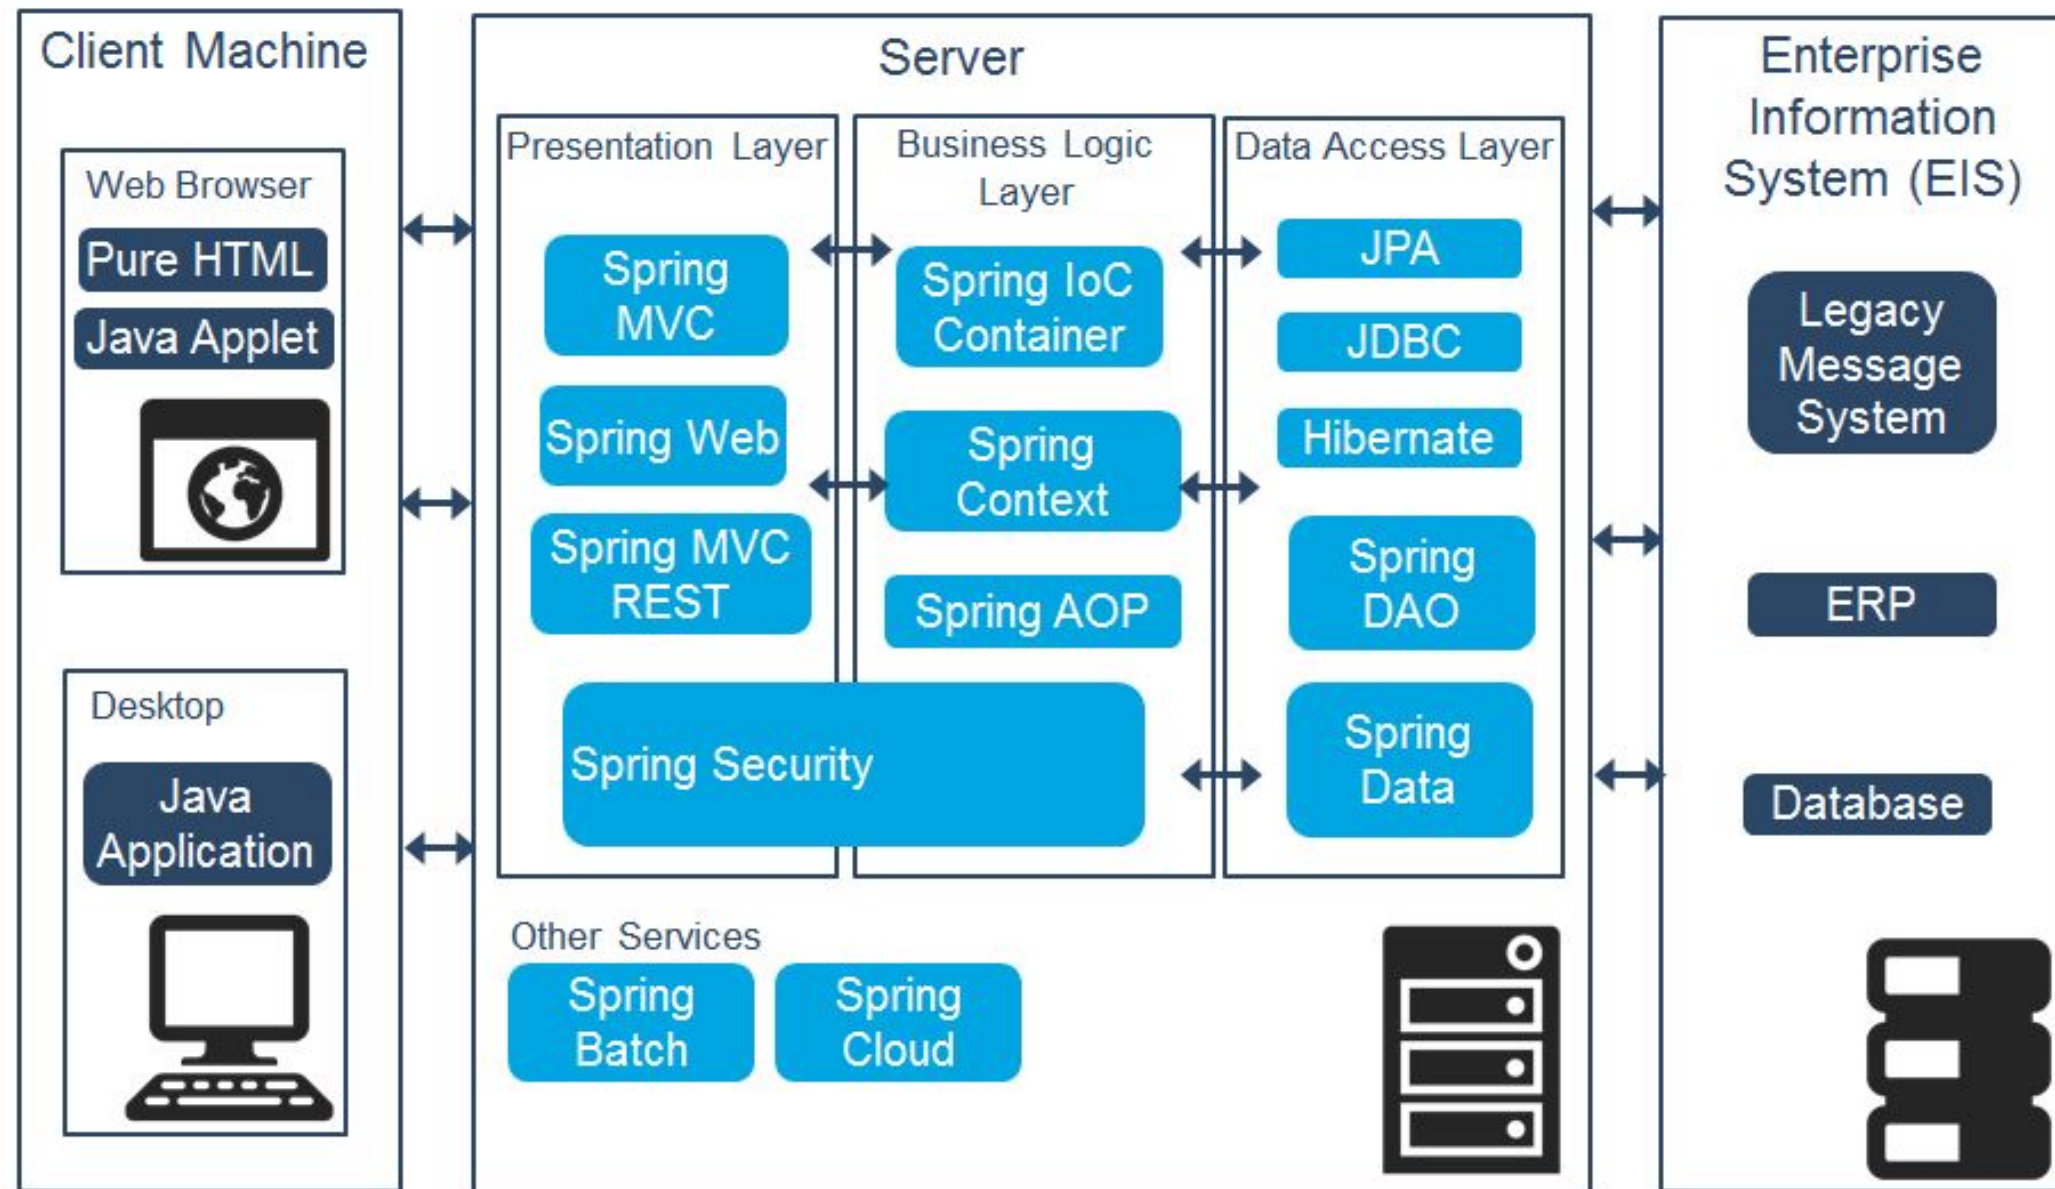 Client Machine
Web Browser
Pure HTML
Java Applet
Desktop
Java
Application
Server
Presentation Layer
Spring
MVC
Spring Web
Spring MVC
REST
Business Logic
Layer
Spring IoC
Container
Spring
Context
Spring AOP
Spring Security
Data Access Layer
JPA
JDBC
Hibernate
Spring
DAO
Spring
Data
Other Services
Spring
Batch
Spring
Cloud
Enterprise
Information
System (EIS)
Legacy
Message
System
ERP
Database